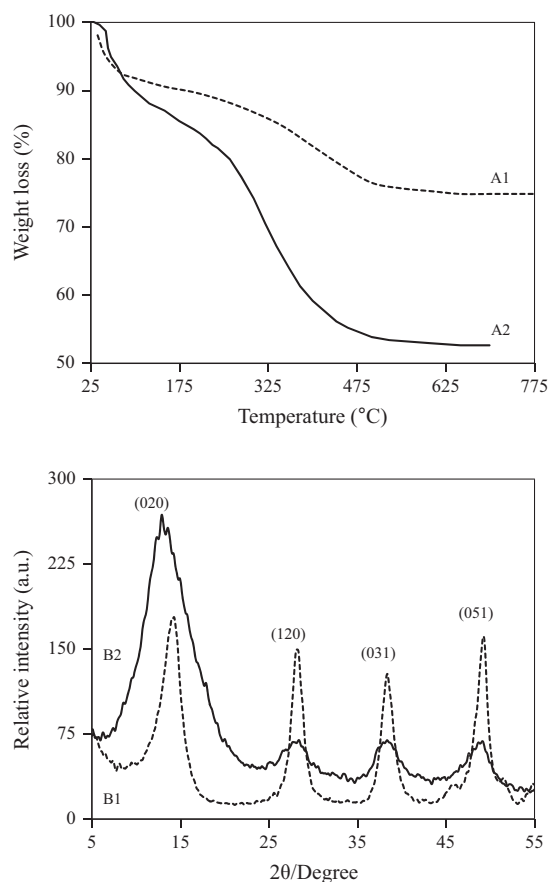 100
90
80
70
60
50
Weight loss (%)
A1
A2
25 175 325 475 625 775
Temperature (°C)
300
225
150
75
0
Relative intensity (a.u.)
(020)
(120)
(031)
(051)
B2
B1
5 15 25 35 45 55
2θ/Degree